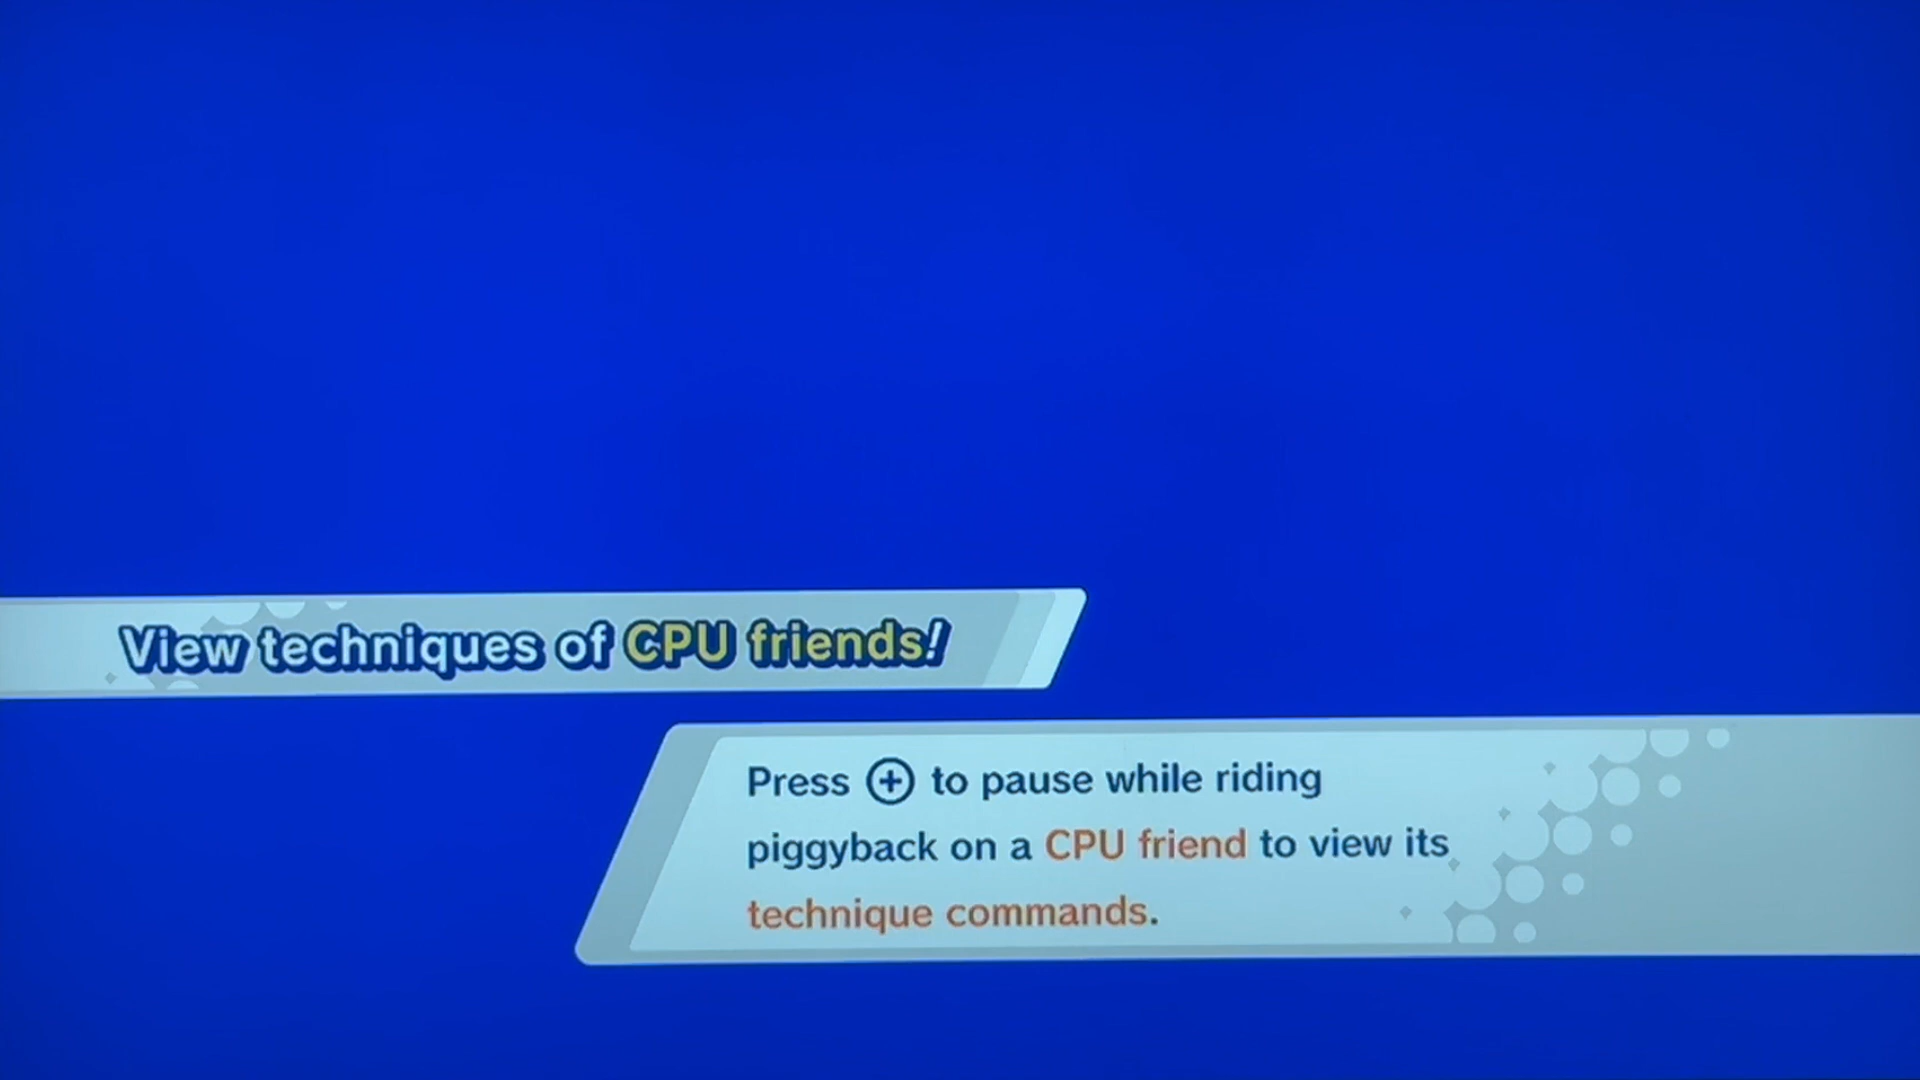 View techniques of CPU friends!
Press ⊕ to pause while riding
piggyback on a CPU friend to view its
technique commands.